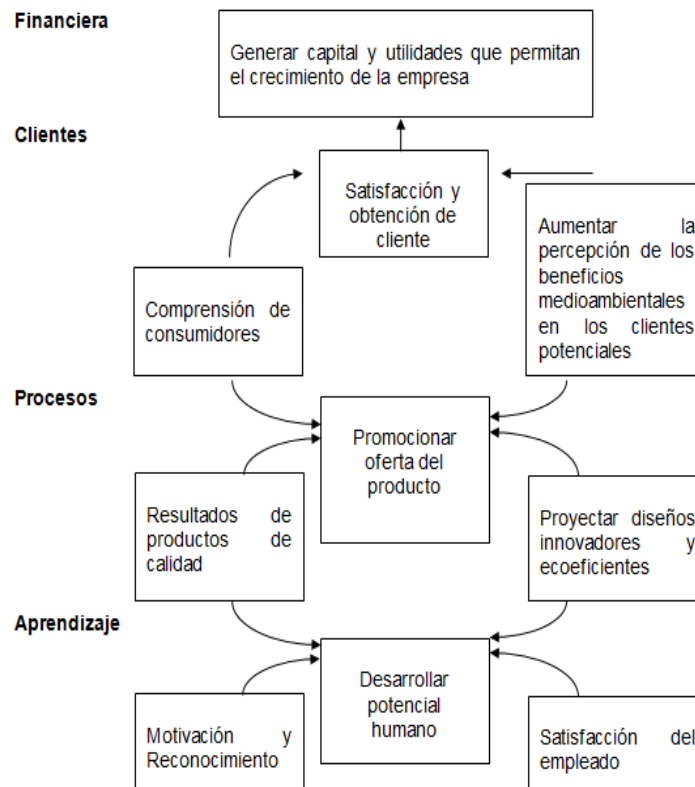 Financiera
Generar capital y utilidades que permitan
el crecimiento de la empresa
Clientes
Satisfacción y
obtención de
cliente
Aumentar la
percepción de los
beneficios
medioambientales
en los clientes
potenciales
Comprensión de
consumidores
Procesos
Promocionar
oferta del
producto
Resultados de
productos de
calidad
Proyectar diseños
innovadores y
ecoeficientes
Aprendizaje
Desarrollar
potencial
humano
Motivación y
Reconocimiento
Satisfacción del
empleado